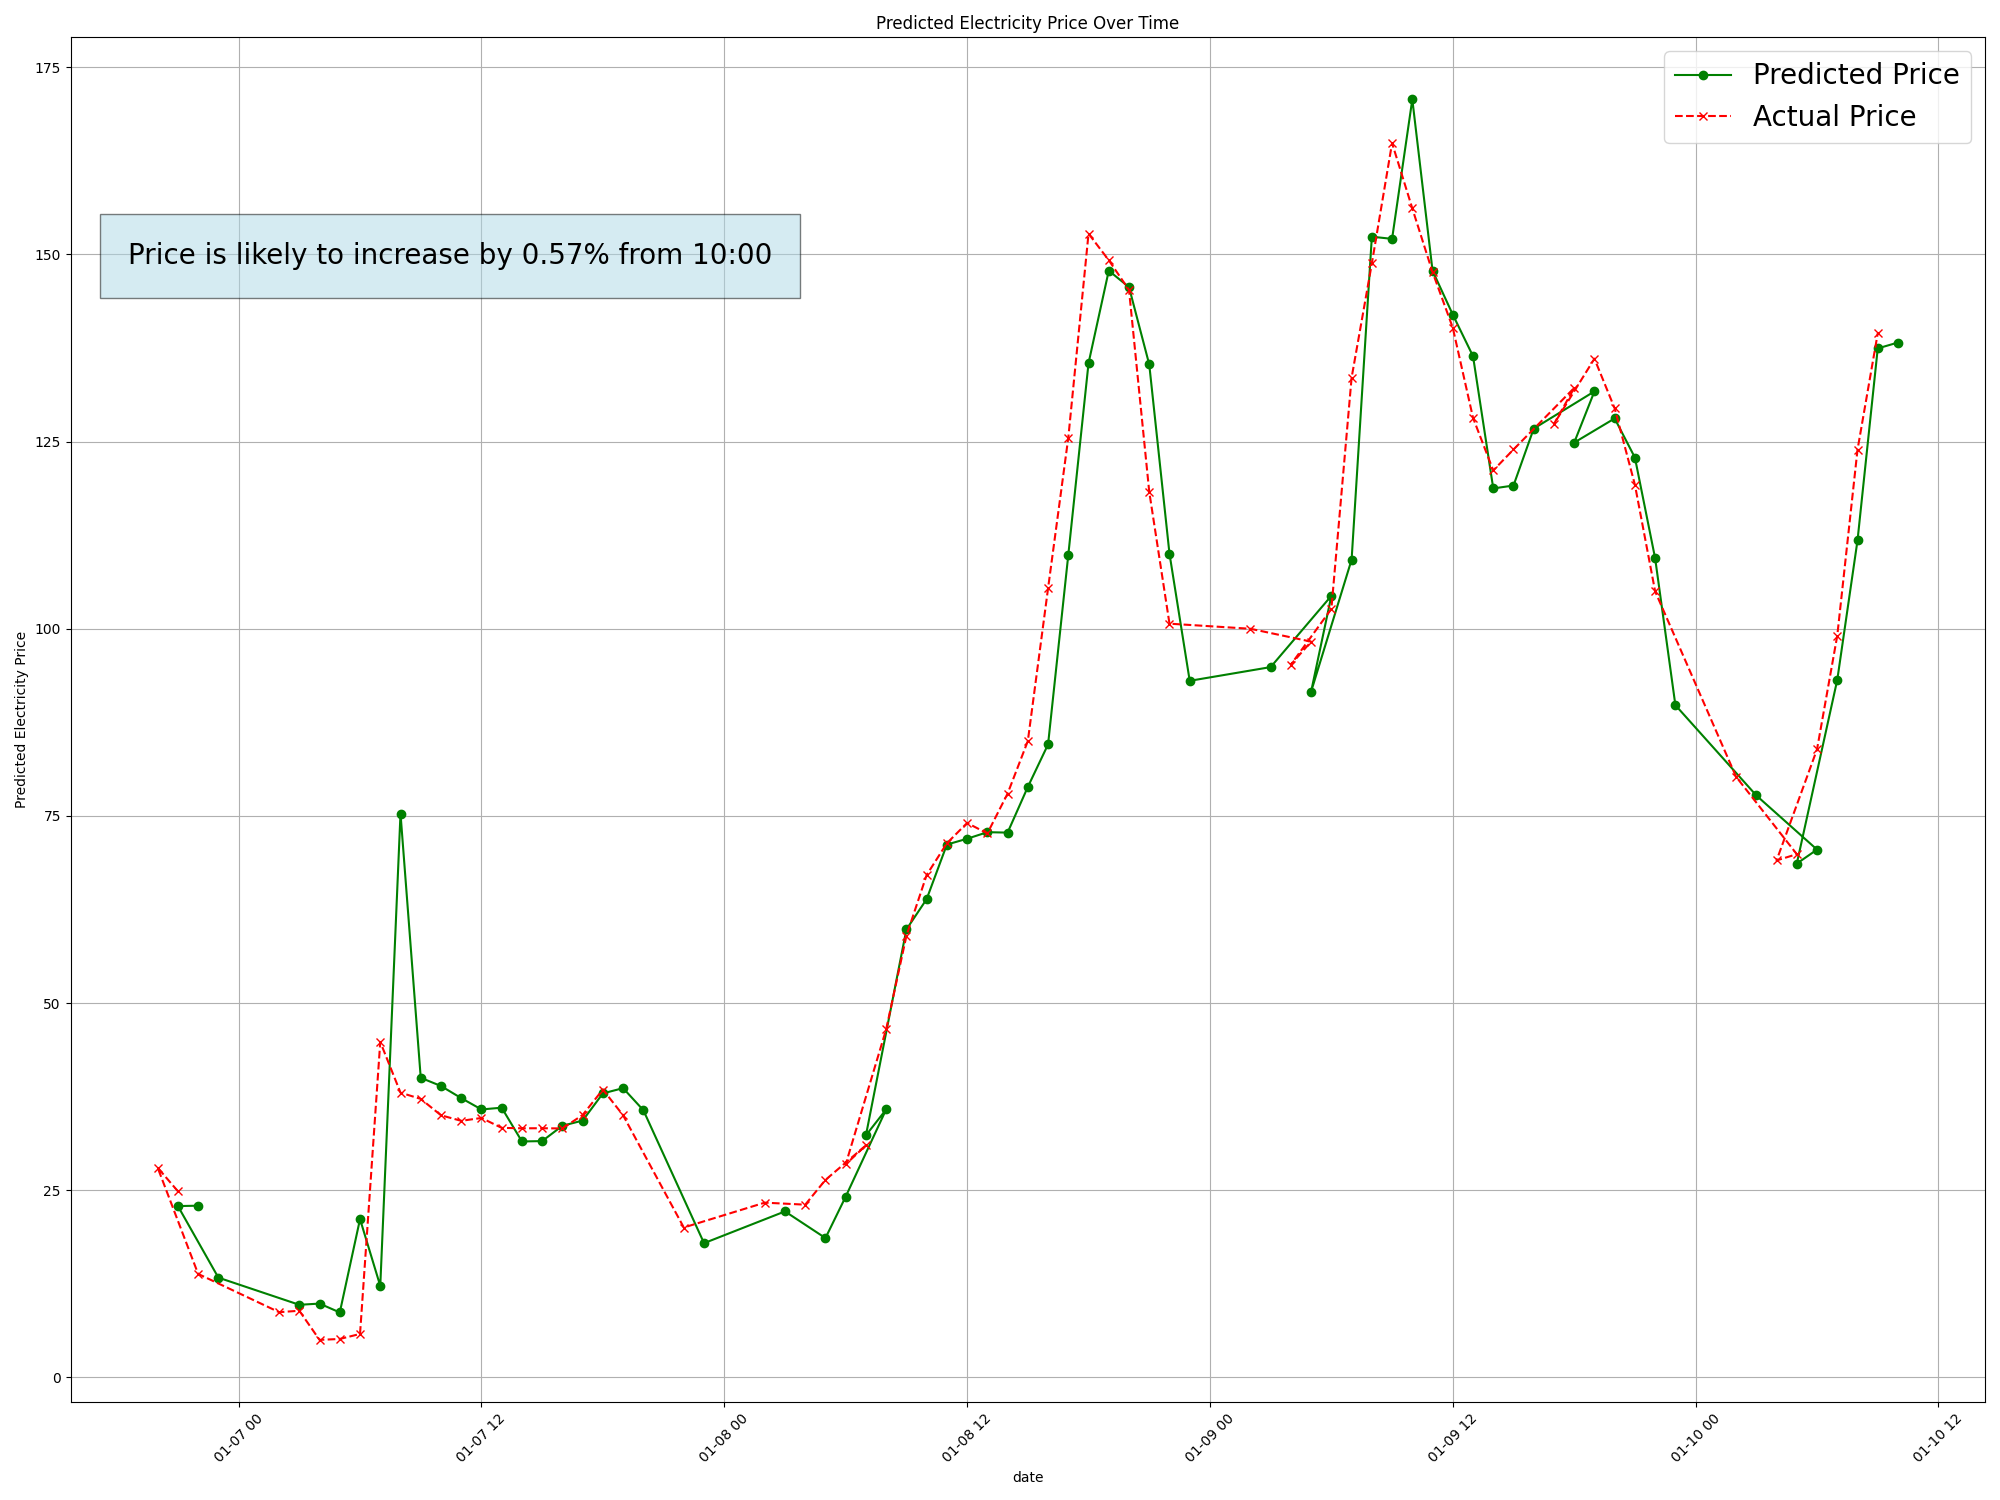 Predicted Electricity Price Over Time
Predicted Price
Actual Price
Price is likely to increase by 0.57% from 10:00
Predicted Electricity Price
175
150
125
100
75
50
25
0
01-07 00
01-07 12
01-08 00
01-08 12
01-09 00
01-09 12
01-10 00
01-10 12
date